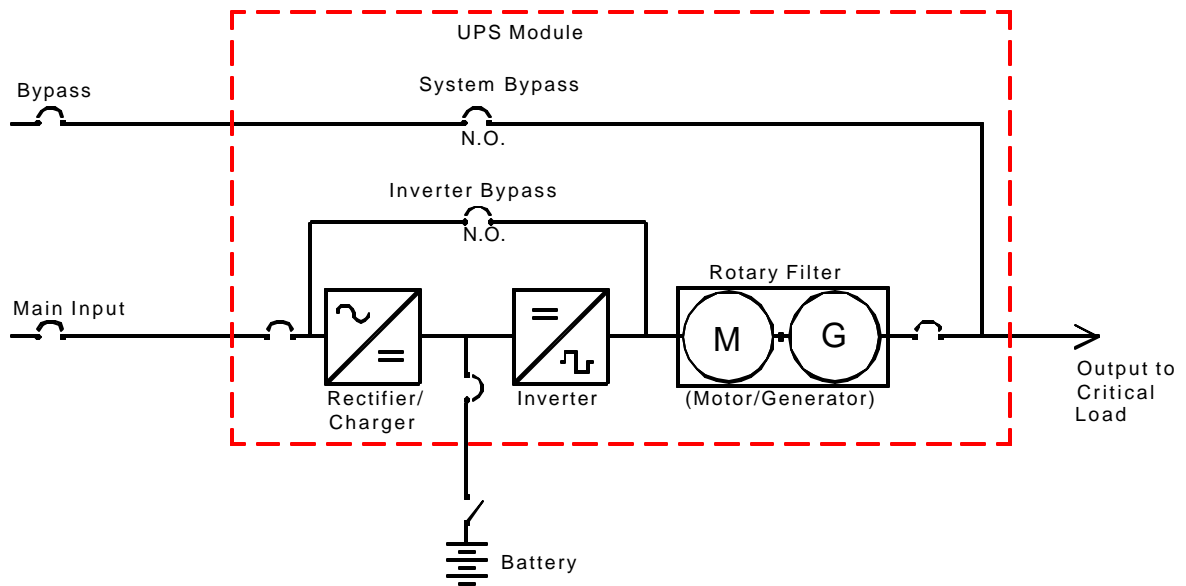 UPS Module
Bypass
System Bypass
N.O.
Inverter Bypass
N.O.
Rotary Filter
Main Input
M
G
Rectifier/
Charger
Inverter
(Motor/Generator)
Output to
Critical
Load
Battery